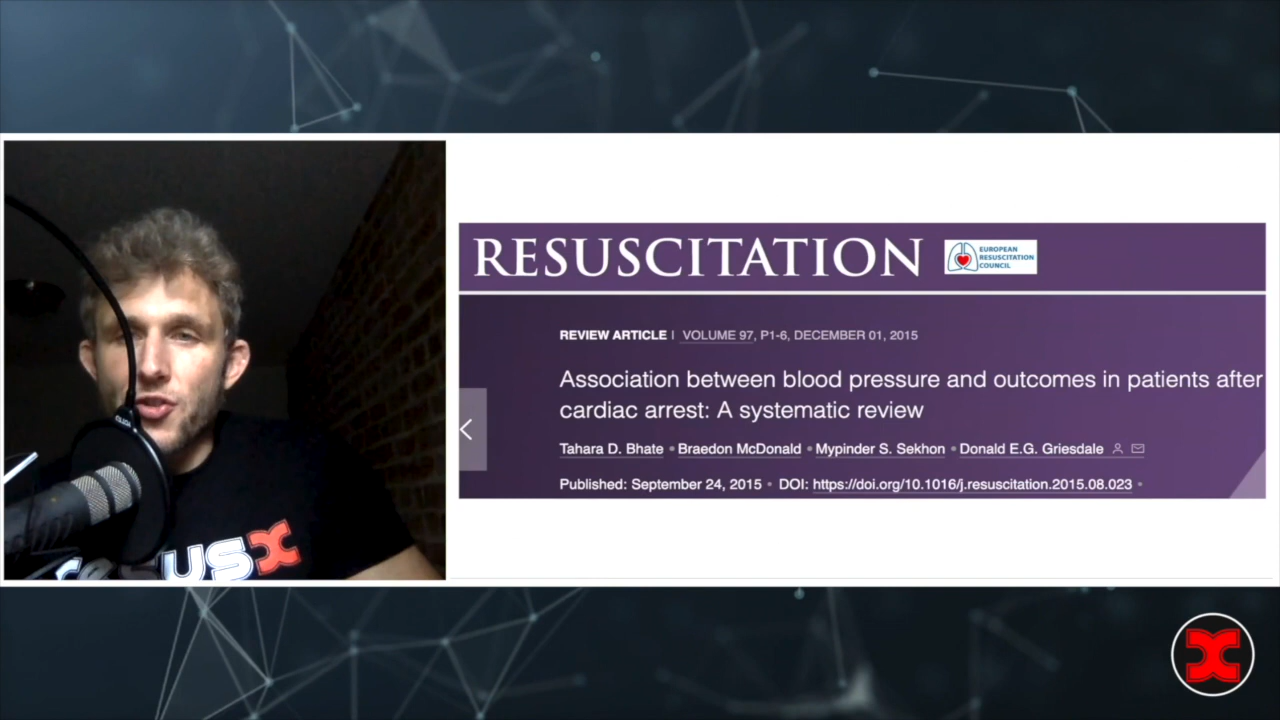 RESUSCITATION
EUROPEAN
RESUSCITATION
COUNCIL
REVIEW ARTICLE | VOLUME 97, P1-6, DECEMBER 01, 2015
Association between blood pressure and outcomes in patients after
cardiac arrest: A systematic review
Tahara D. Bhate • Braedon McDonald • Mypinder S. Sekhon • Donald E.G. Griesdale
Published: September 24, 2015 • DOI: https://doi.org/10.1016/j.resuscitation.2015.08.023 •